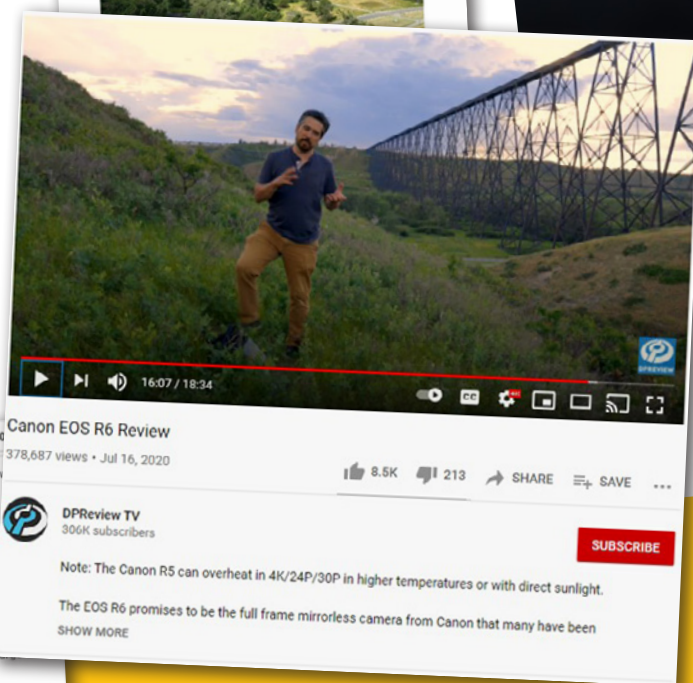 DPREVIEW
16:07 / 18:34
CC
Canon EOS R6 Review
378,687 views • Jul 16, 2020
8.5K 213 SHARE SAVE ...
DPReview TV
306K subscribers
SUBSCRIBE
Note: The Canon R5 can overheat in 4K/24P/30P in higher temperatures or with direct sunlight.
The EOS R6 promises to be the full frame mirrorless camera from Canon that many have been
SHOW MORE